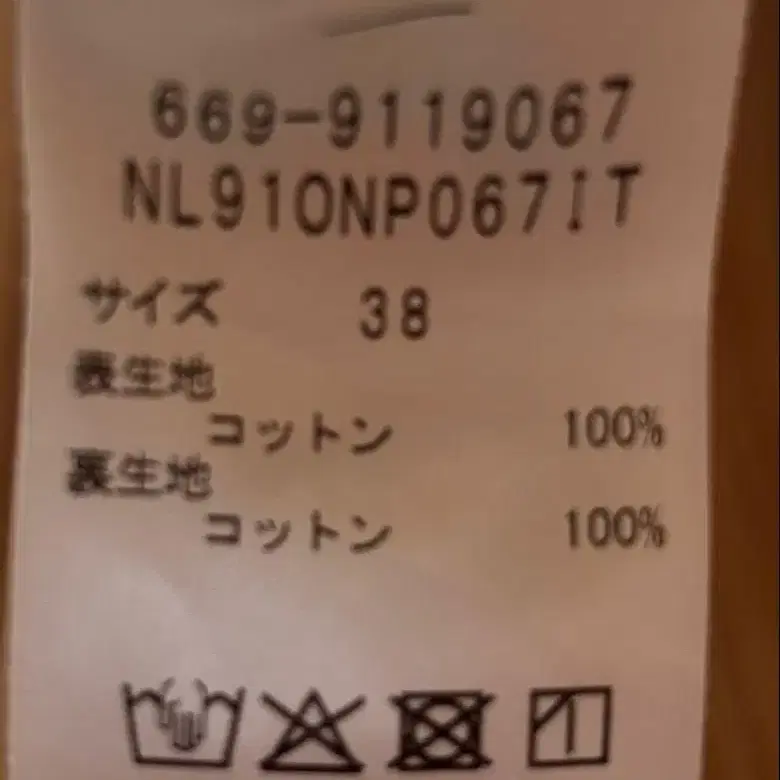 669-9119067
NL910NP067IT
サイズ 38
表生地
コットン 100%
裏生地
コットン 100%